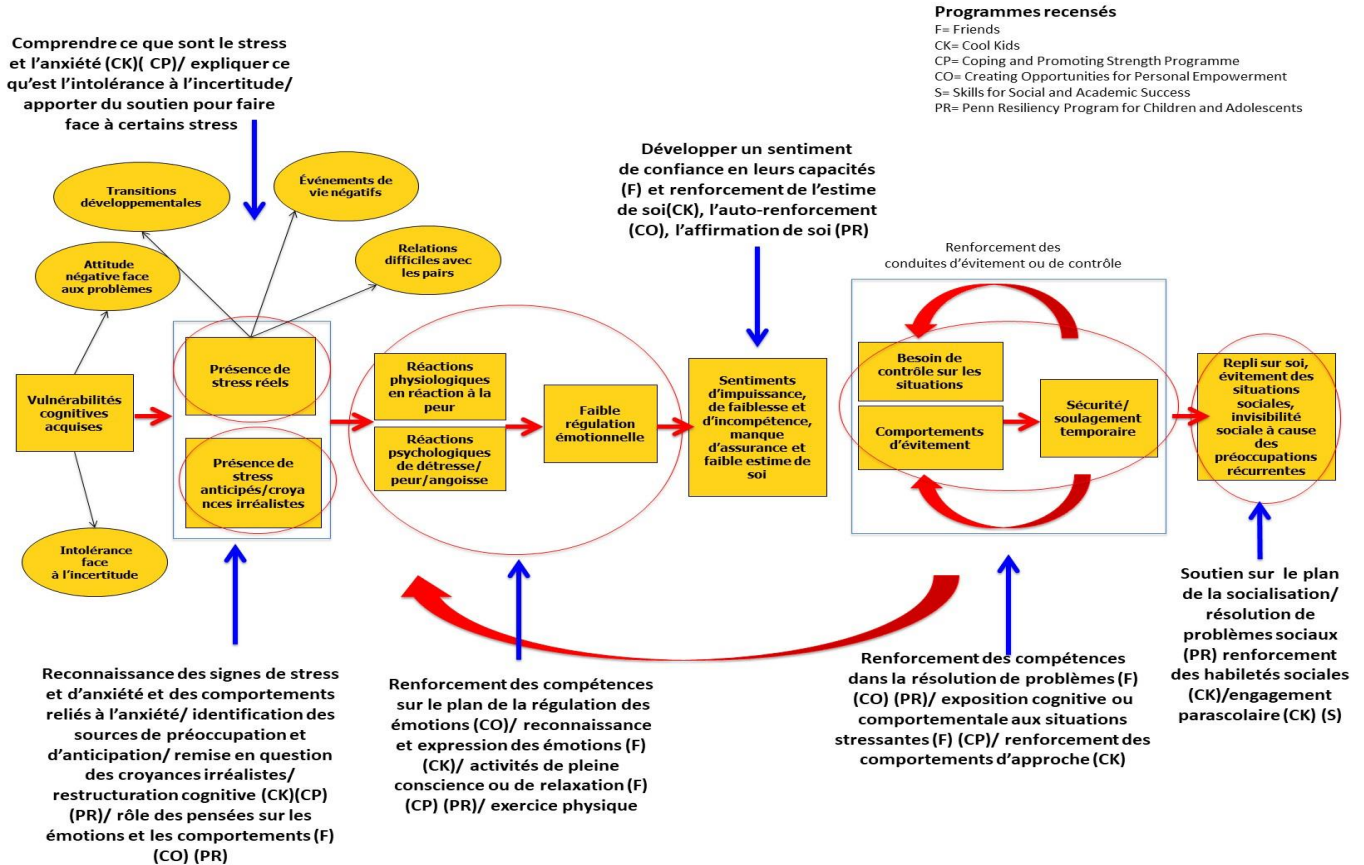 Programmes recensés
F= Friends
CK= Cool Kids
CP= Coping and Promoting Strength Programme
CO= Creating Opportunities for Personal Empowerment
S= Skills for Social and Academic Success
PR= Penn Resiliency Program for Children and Adolescents
Comprendre ce que sont le stress
et l'anxiété (CK)( CP)/ expliquer ce
qu'est l'intolérance à l'incertitude/
apporter du soutien pour faire
face à certains stress
Développer un sentiment
de confiance en leurs capacités
(F) et renforcement de l'estime
de soi(CK), l'auto-renforcement
(CO), l'affirmation de soi (PR)
Transitions
développementales
Événements de
vie négatifs
Attitude
négative face
aux problèmes
Relations
difficiles avec
les pairs
Renforcement des
conduites d'évitement ou de contrôle
Vulnérabilités
cognitives
acquises
Présence de
stress réels
Présence de
stress
anticipés/croya
nces irréalistes
Réactions
physiologiques
en réaction à la
peur
Réactions
psychologiques
de détresse/
peur/angoisse
Faible
régulation
émotionnelle
Sentiments
d'impuissance,
de faiblesse et
d'incompétence,
manque
d'assurance et
faible estime de
soi
Besoin de
contrôle sur les
situations
Comportements
d'évitement
Sécurité/
soulagement
temporaire
Repli sur soi,
évitement des
situations
sociales,
invisibilité
sociale à cause
des
préoccupations
récurrentes
Intolérance
face
à l'incertitude
Reconnaissance des signes de stress
et d'anxiété et des comportements
reliés à l'anxiété/ identification des
sources de préoccupation et
d'anticipation/ remise en question
des croyances irréalistes/
restructuration cognitive (CK)(CP)
(PR)/ rôle des pensées sur les
émotions et les comportements (F)
(CO) (PR)
Renforcement des compétences
sur le plan de la régulation des
émotions (CO)/ reconnaissance
et expression des émotions (F)
(CK)/ activités de pleine
conscience ou de relaxation (F)
(CP) (PR)/ exercice physique
Renforcement des compétences
dans la résolution de problèmes (F)
(CO) (PR)/ exposition cognitive ou
comportementale aux situations
stressantes (F) (CP)/ renforcement des
comportements d'approche (CK)
Soutien sur le plan
de la socialisation/
résolution de
problèmes sociaux
(PR) renforcement
des habiletés sociales
(CK)/engagement
parascolaire (CK) (S)